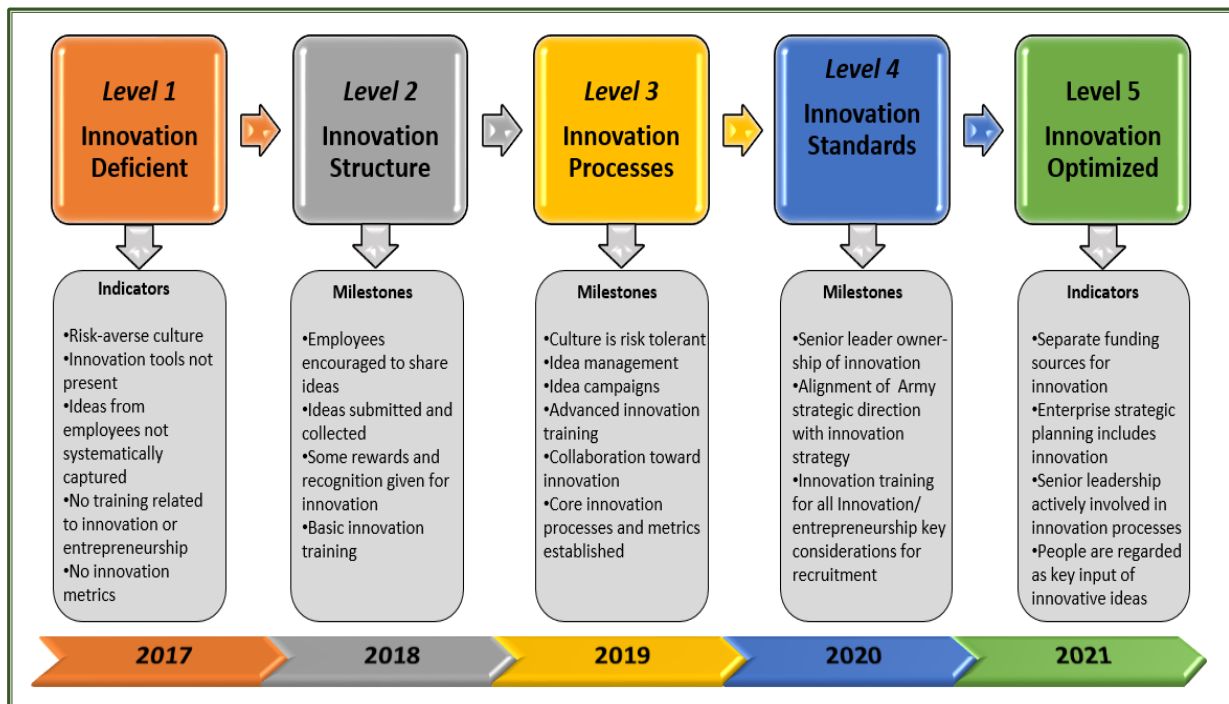 Level 1
Innovation
Deficient
Level 2
Innovation
Structure
Level 3
Innovation
Processes
Level 4
Innovation
Standards
Level 5
Innovation
Optimized
Indicators
•Risk-averse culture
•Innovation tools not
present
•Ideas from
employees not
systematically
captured
•No training related
to innovation or
entrepreneurship
•No innovation
metrics
Milestones
•Employees
encouraged to share
ideas
•Ideas submitted and
collected
•Some rewards and
recognition given for
innovation
•Basic innovation
training
Milestones
•Culture is risk tolerant
•Idea management
•Idea campaigns
•Advanced innovation
training
•Collaboration toward
innovation
•Core innovation
processes and metrics
established
Milestones
•Senior leader owner-
ship of innovation
•Alignment of Army
strategic direction
with innovation
strategy
•Innovation training
for all Innovation/
entrepreneurship key
considerations for
recruitment
Indicators
•Separate funding
sources for
innovation
•Enterprise strategic
planning includes
innovation
•Senior leadership
actively involved in
innovation processes
•People are regarded
as key input of
innovative ideas
2017
2018
2019
2020
2021